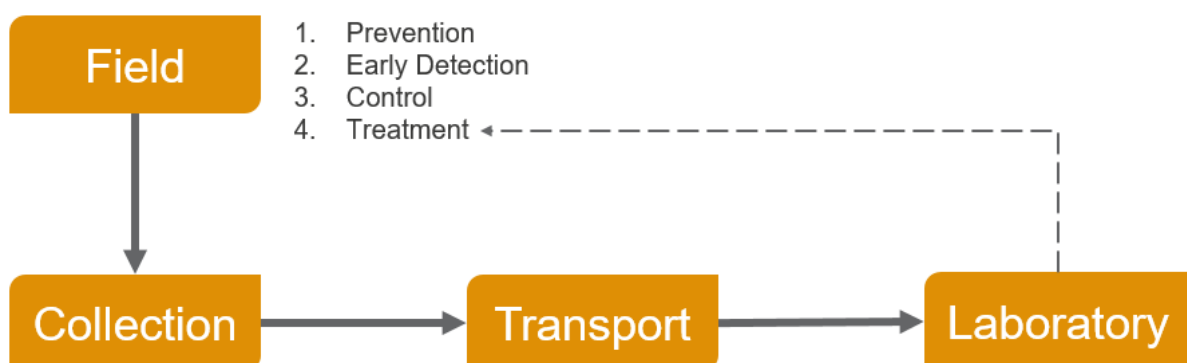 Field
1. Prevention
2. Early Detection
3. Control
4. Treatment
Collection
Transport
Laboratory